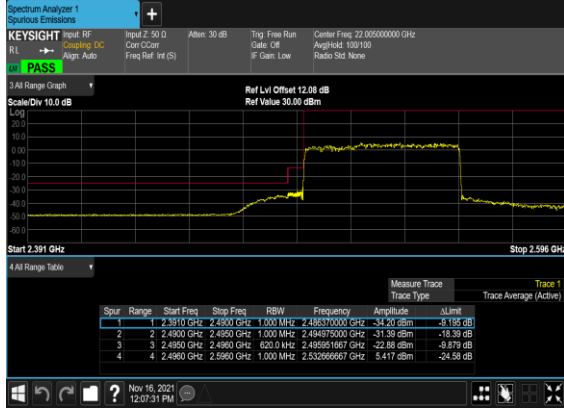 Spectrum Analyzer 1
Spurious Emissions
+
KEYSIGHT Input: RF Input Z: 50 Ω Atten: 30 dB Trig: Free Run Center Freq: 22.005000000 GHz
RL Coupling: DC Corr CCorr Gate: Off Avg|Hold: 100/100
Align: Auto Freq Ref: Int (S) IF Gain: Low Radio Std: None
PASS
3 All Range Graph
Ref Lvl Offset 12.08 dB
Scale/Div 10.0 dB Ref Value 30.00 dBm
Log
20.0
10.0
0.00
-10.0
-20.0
-30.0
-40.0
-50.0
-60.0
Start 2.391 GHz Stop 2.596 GHz
4 All Range Table
Measure Trace Trace 1
Trace Type Trace Average (Active)
Spur Range Start Freq Stop Freq RBW Frequency Amplitude ΔLimit
1 1 2.3910 GHz 2.4900 GHz 1.000 MHz 2.486370000 GHz -34.20 dBm -9.195 dB
2 2 2.4900 GHz 2.4950 GHz 1.000 MHz 2.494975000 GHz -31.39 dBm -18.39 dB
3 3 2.4950 GHz 2.4960 GHz 620.0 kHz 2.495951667 GHz -22.88 dBm -9.879 dB
4 4 2.4960 GHz 2.5960 GHz 1.000 MHz 2.532666667 GHz 5.417 dBm -24.58 dB
? Nov 16, 2021
12:07:31 PM